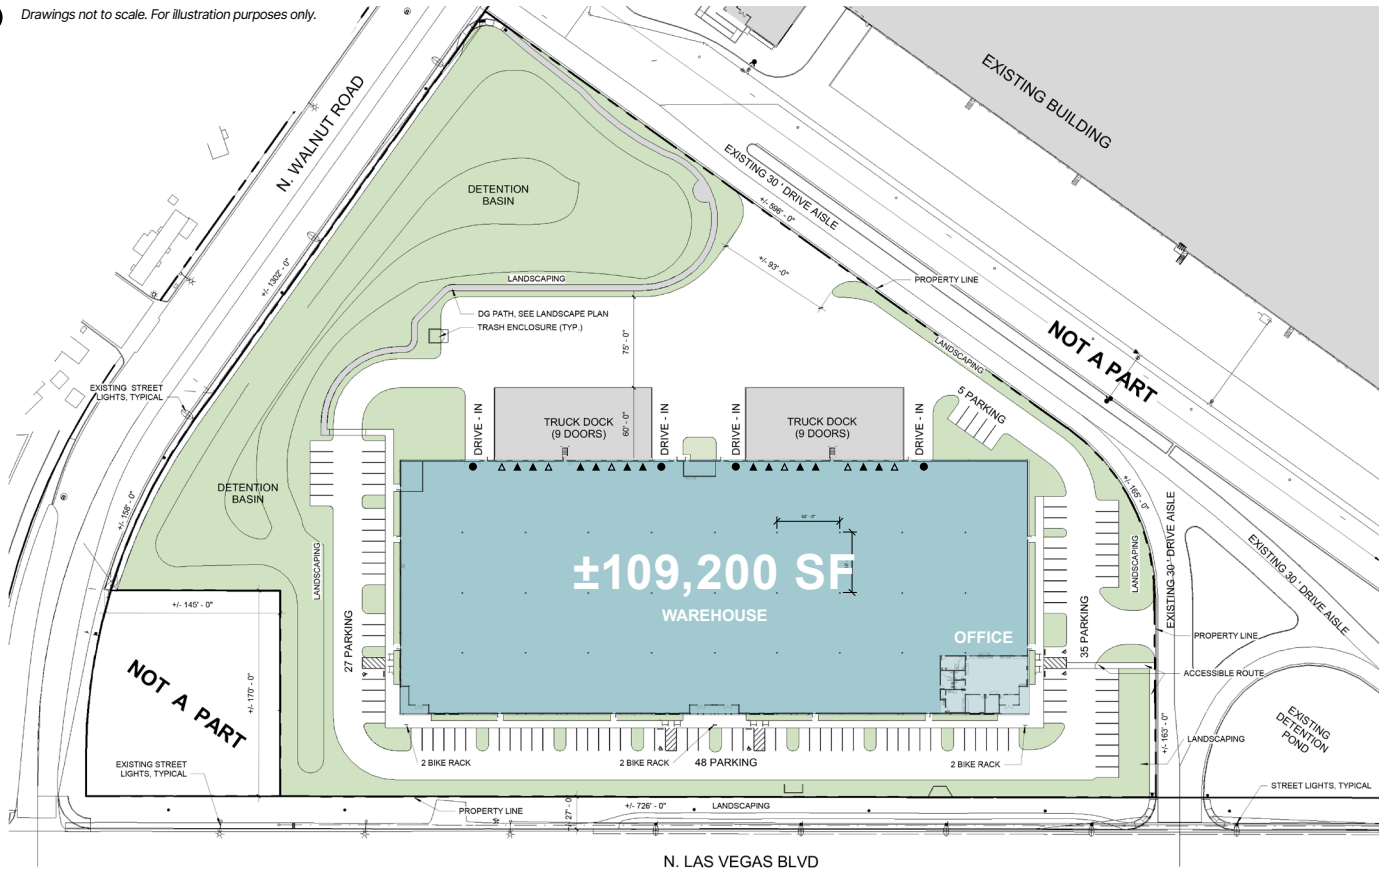 Drawings not to scale. For illustration purposes only.
N. WALNUT ROAD
EXISTING BUILDING
DETENTION
BASIN
EXISTING 30 ' DRIVE AISLE
+/- 596' - 0"
+/- 1302' - 0"
+/- 93' -0"
LANDSCAPING
PROPERTY LINE
DG PATH, SEE LANDSCAPE PLAN
TRASH ENCLOSURE (TYP.)
75' - 0"
NOT A PART
LANDSCAPING
EXISTING STREET
LIGHTS, TYPICAL
5 PARKING
DRIVE - IN
TRUCK DOCK
(9 DOORS)
60' - 0"
DRIVE - IN
DRIVE - IN
TRUCK DOCK
(9 DOORS)
DRIVE - IN
DETENTION
BASIN
+/- 158' - 0"
+/- 165' - 0"
EXISTING 30 ' DRIVE AISLE
EXISTING 30 ' DRIVE AISLE
LANDSCAPING
LANDSCAPING
±109,200 SF
WAREHOUSE
OFFICE
+/- 145' - 0"
27 PARKING
35 PARKING
PROPERTY LINE
ACCESSIBLE ROUTE
NOT A PART
+/- 170' - 0"
+/- 163' - 0"
EXISTING
DETENTION
POND
LANDSCAPING
EXISTING STREET
LIGHTS, TYPICAL
2 BIKE RACK
2 BIKE RACK
48 PARKING
2 BIKE RACK
STREET LIGHTS, TYPICAL
PROPERTY LINE
+/- 27' - 0"
+/- 726' - 0"
LANDSCAPING
N. LAS VEGAS BLVD